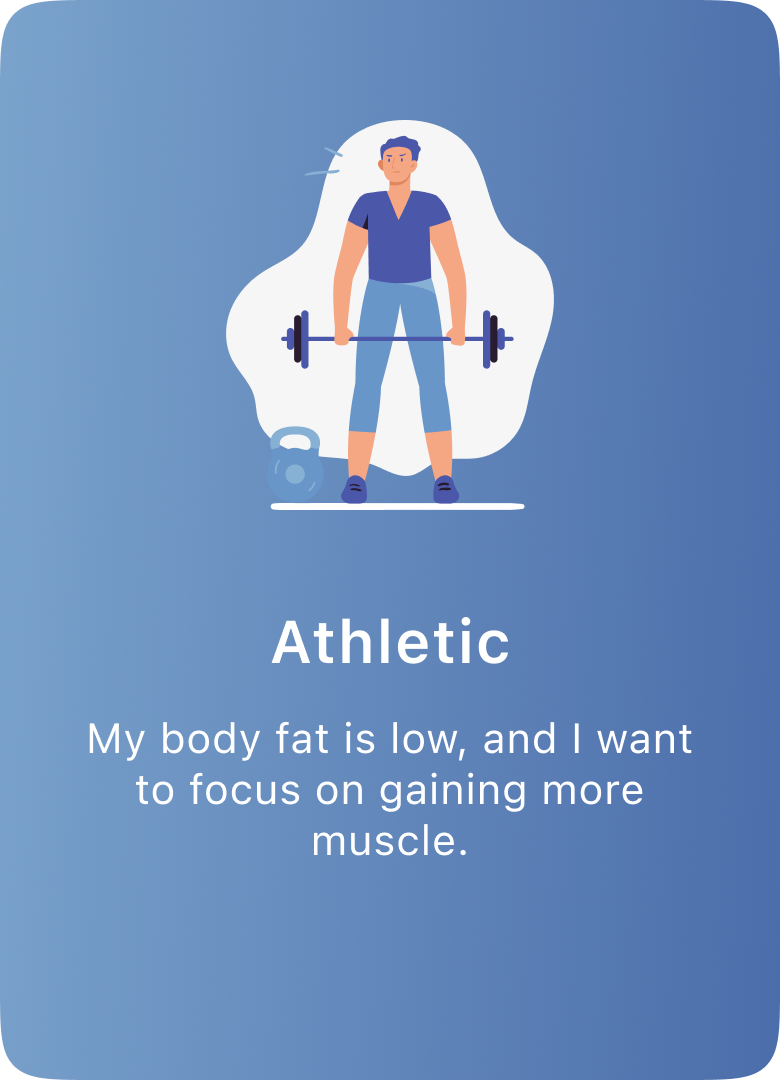 Athletic
My body fat is low, and I want
to focus on gaining more
muscle.